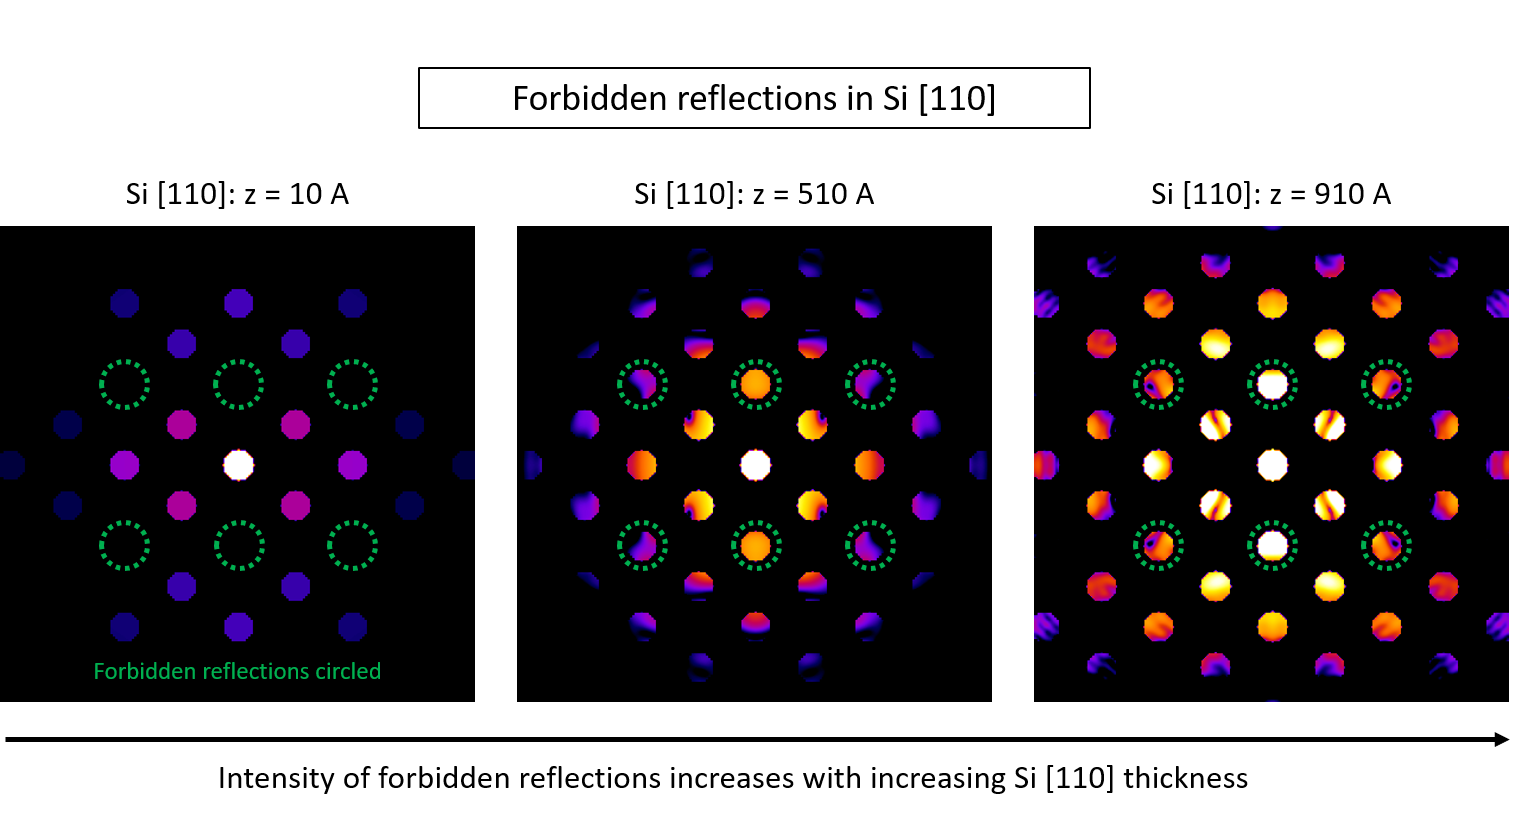 Forbidden reflections in Si [110]
Si [110]: z = 10 A
Si [110]: z = 510 A
Si [110]: z = 910 A
Forbidden reflections circled
Intensity of forbidden reflections increases with increasing Si [110] thickness